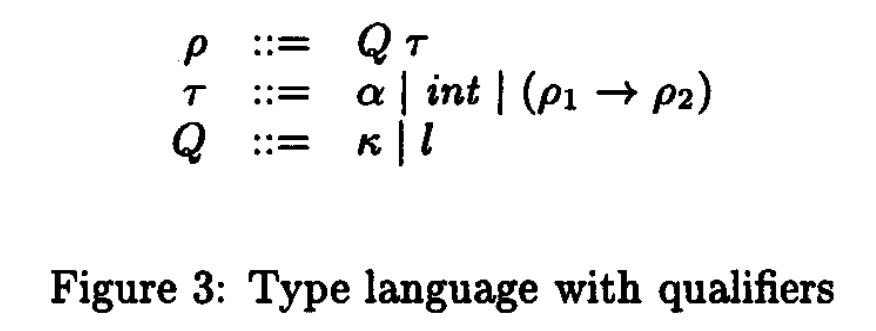 ρ ::= Q τ
τ ::= α | int | (ρ₁ → ρ₂)
Q ::= κ | l
Figure 3: Type language with qualifiers